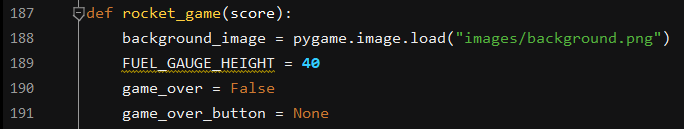 187 def rocket_game(score):
188 background_image = pygame.image.load("images/background.png")
189 FUEL_GAUGE_HEIGHT = 40
190 game_over = False
191 game_over_button = None